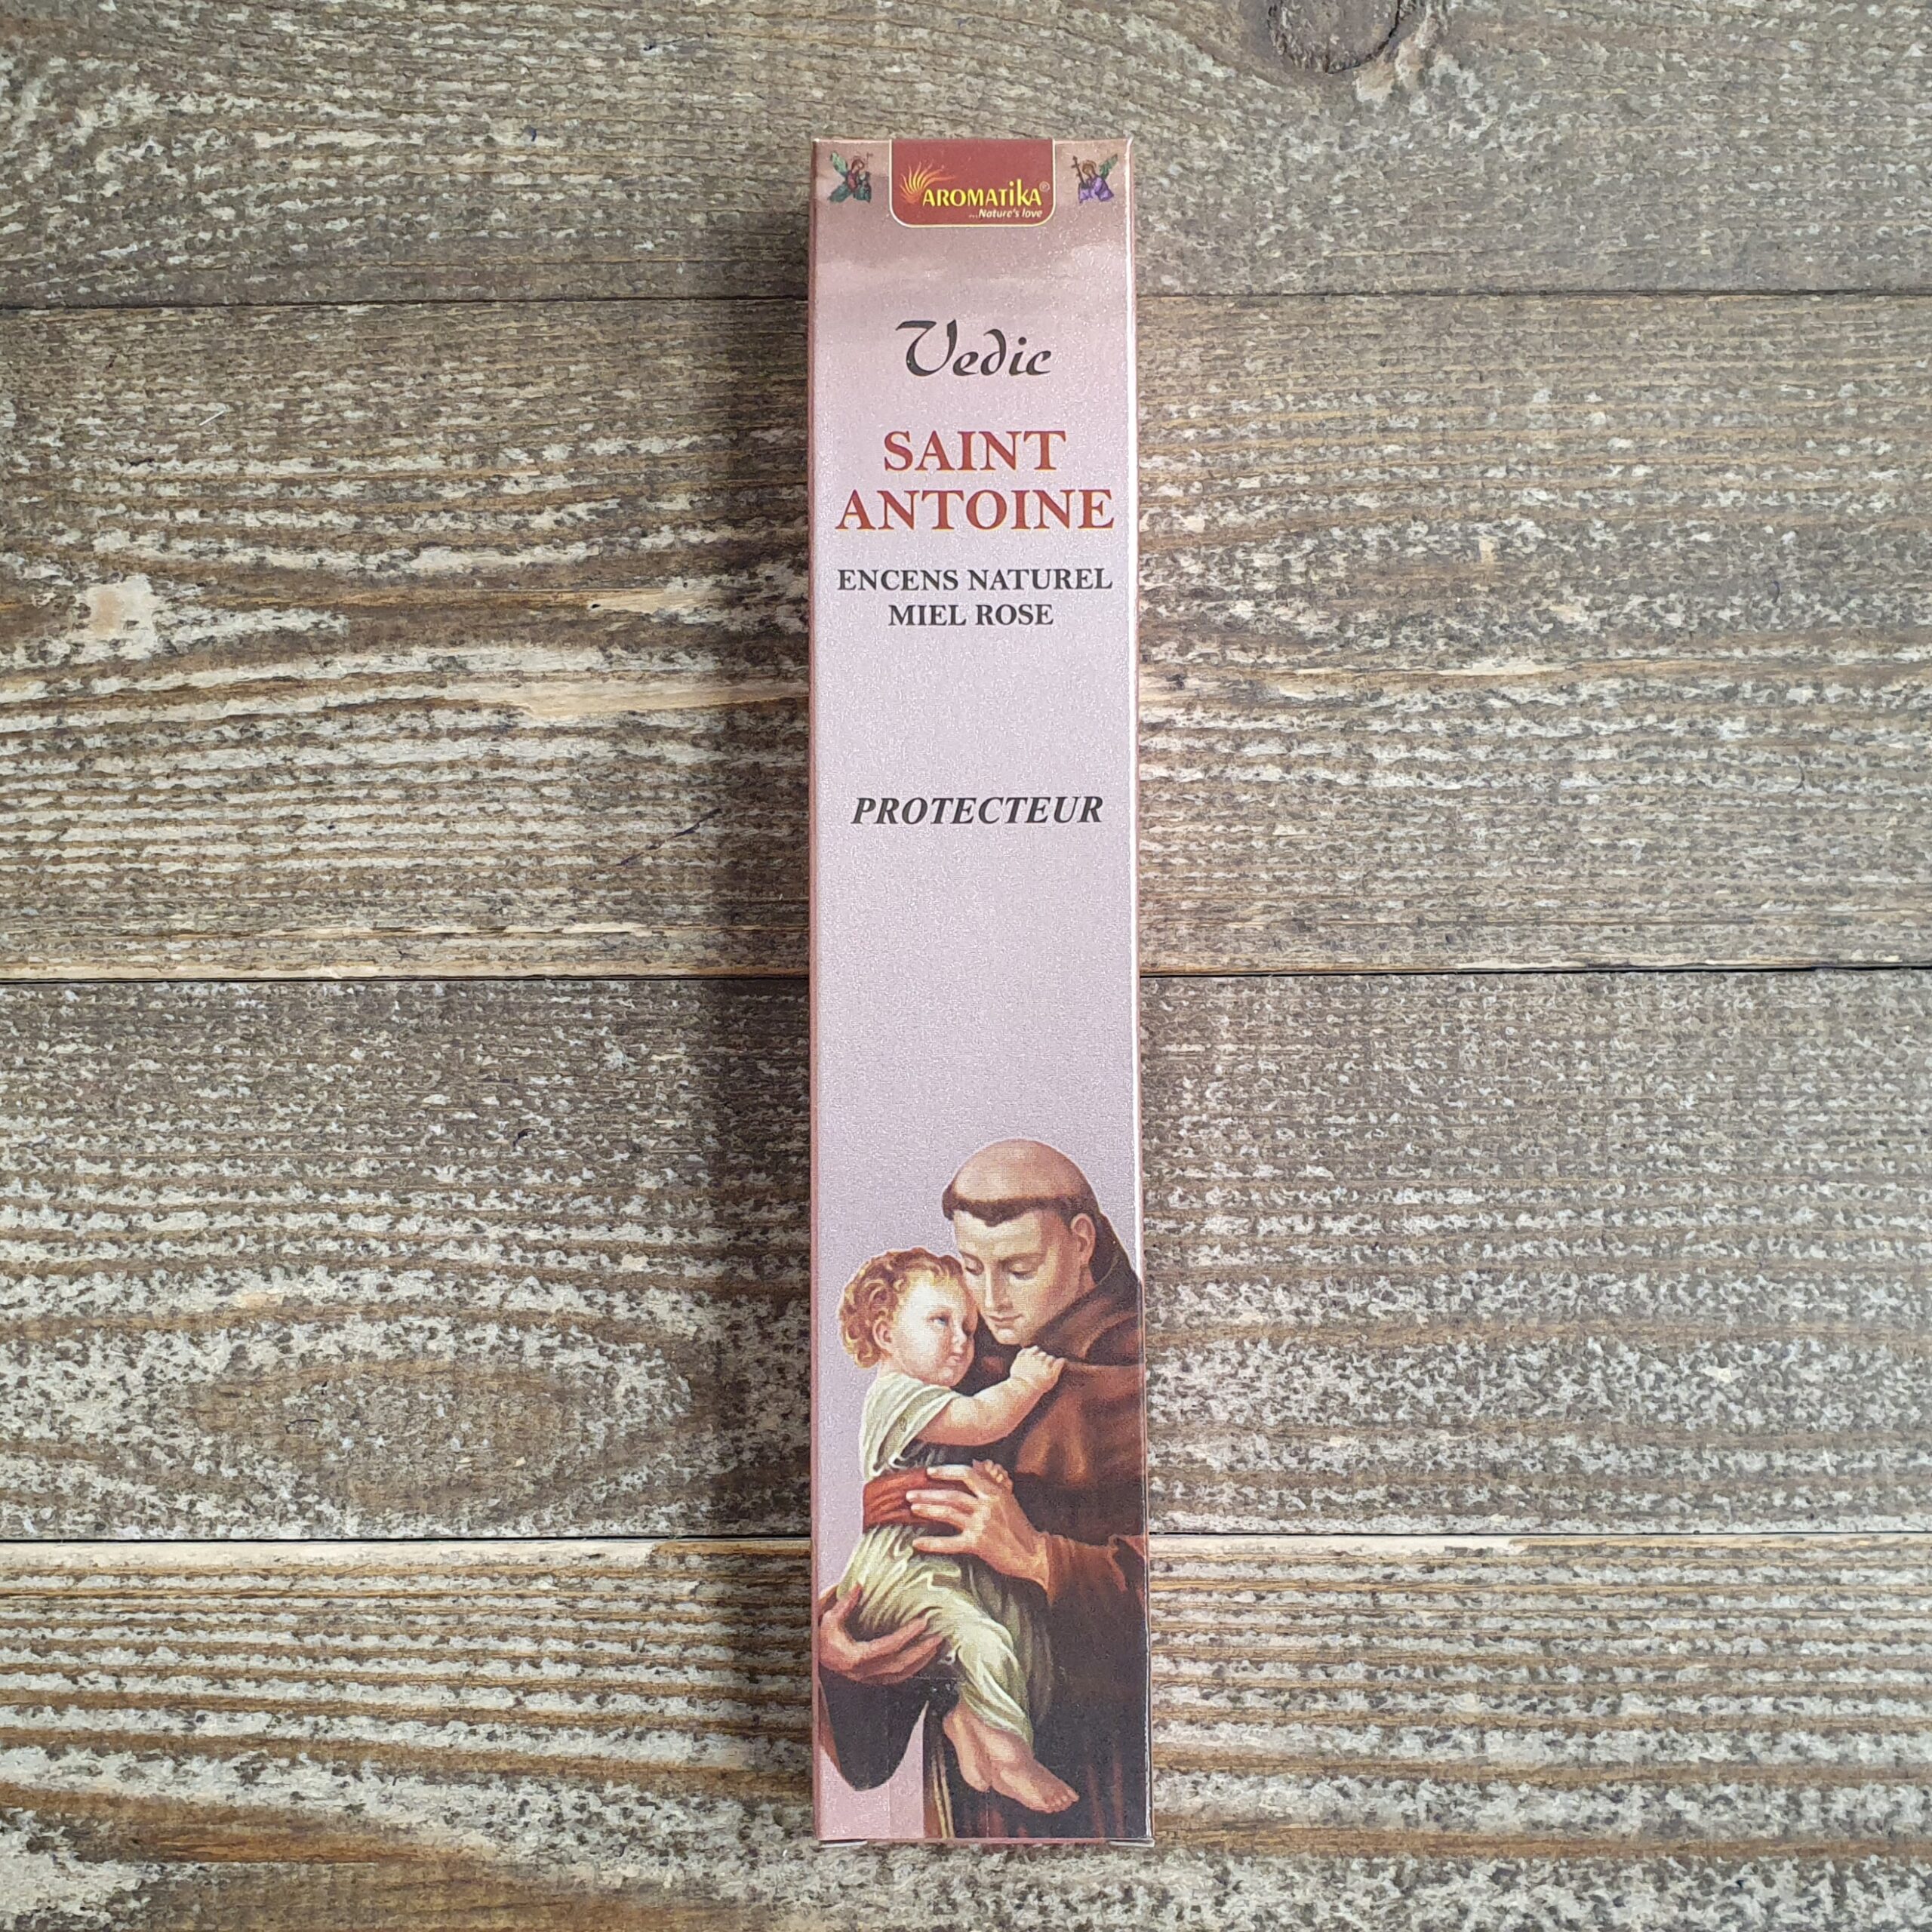 AROMATIKA®
...Nature's love
Vedic
SAINT
ANTOINE
ENCENS NATUREL
MIEL ROSE
PROTECTEUR